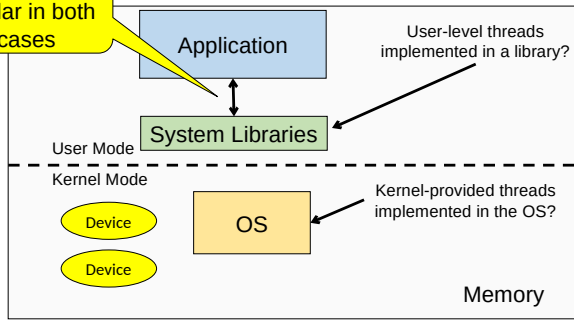 lar in both
cases
Application
User-level threads
implemented in a library?
System Libraries
User Mode
Kernel Mode
Kernel-provided threads
implemented in the OS?
Device
OS
Device
Memory